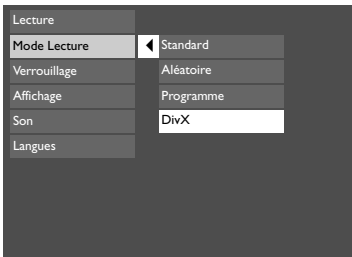 Lecture
Mode Lecture
Standard
Verrouillage
Aléatoire
Affichage
Programme
Son
DivX
Langues